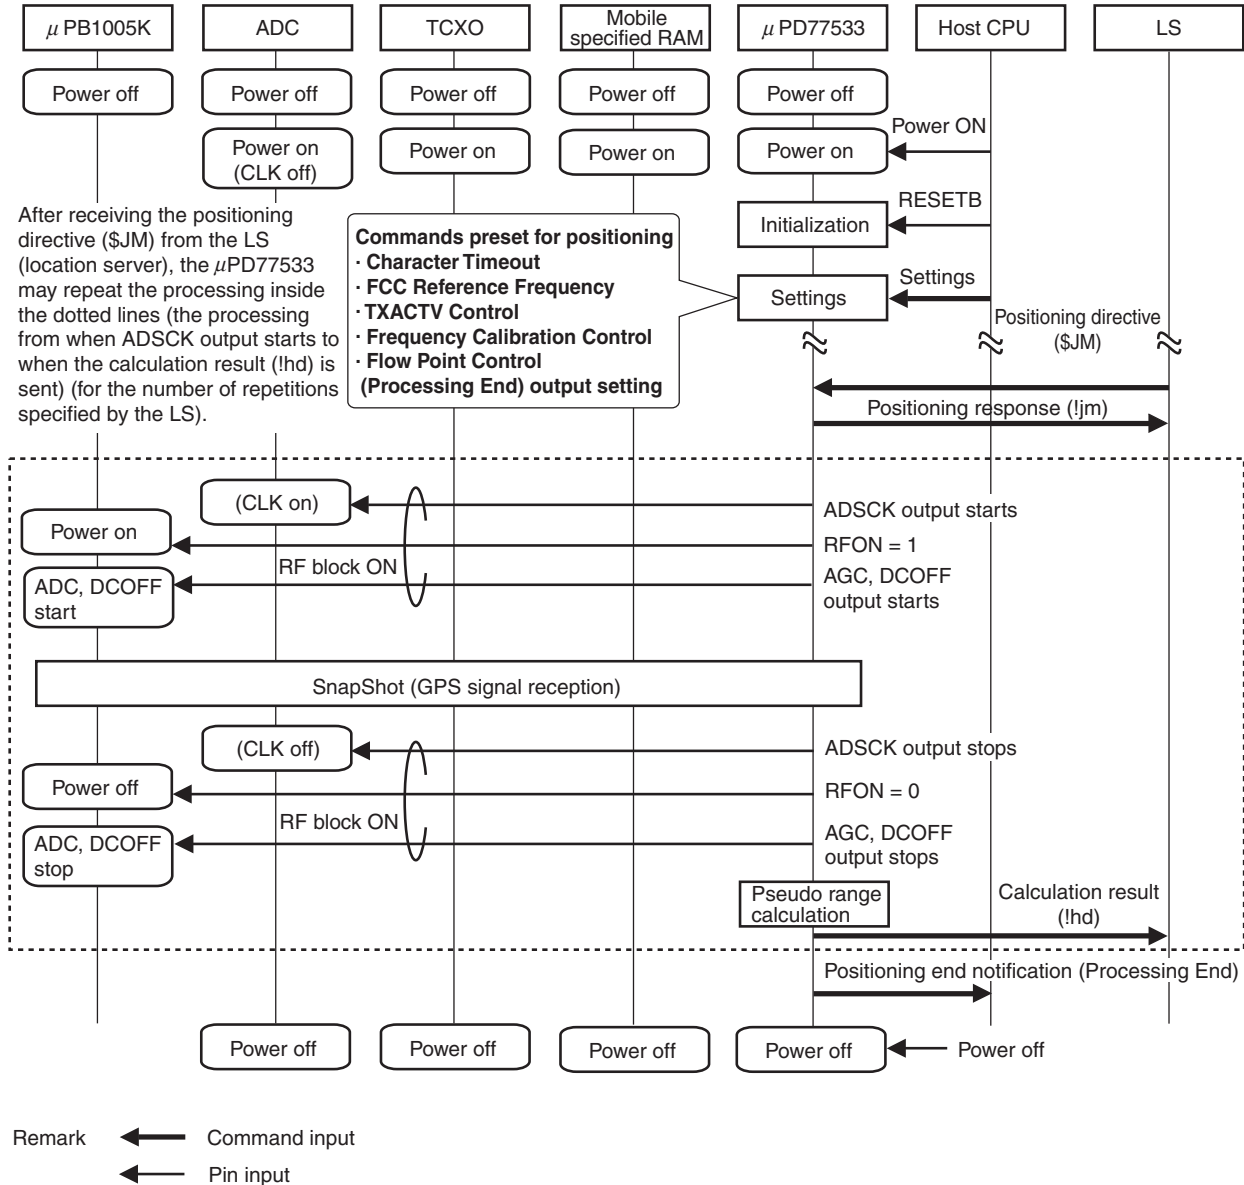 μ PB1005K
ADC
TCXO
Mobile
specified RAM
μ PD77533
Host CPU
LS
Power off
Power off
Power off
Power off
Power off
Power on
(CLK off)
Power on
Power on
Power on
Power ON
RESETB
Initialization
After receiving the positioning
directive ($JM) from the LS
(location server), the μPD77533
may repeat the processing inside
the dotted lines (the processing
from when ADSCK output starts to
when the calculation result (!hd) is
sent) (for the number of repetitions
specified by the LS).
Commands preset for positioning
· Character Timeout
· FCC Reference Frequency
· TXACTV Control
· Frequency Calibration Control
· Flow Point Control
(Processing End) output setting
Settings
Settings
Positioning directive
($JM)
Positioning response (!jm)
(CLK on)
ADSCK output starts
Power on
RFON = 1
RF block ON
ADC, DCOFF
start
AGC, DCOFF
output starts
SnapShot (GPS signal reception)
(CLK off)
ADSCK output stops
Power off
RFON = 0
RF block ON
ADC, DCOFF
stop
AGC, DCOFF
output stops
Pseudo range
calculation
Calculation result
(!hd)
Positioning end notification (Processing End)
Power off
Power off
Power off
Power off
Power off
Remark
Command input
Pin input